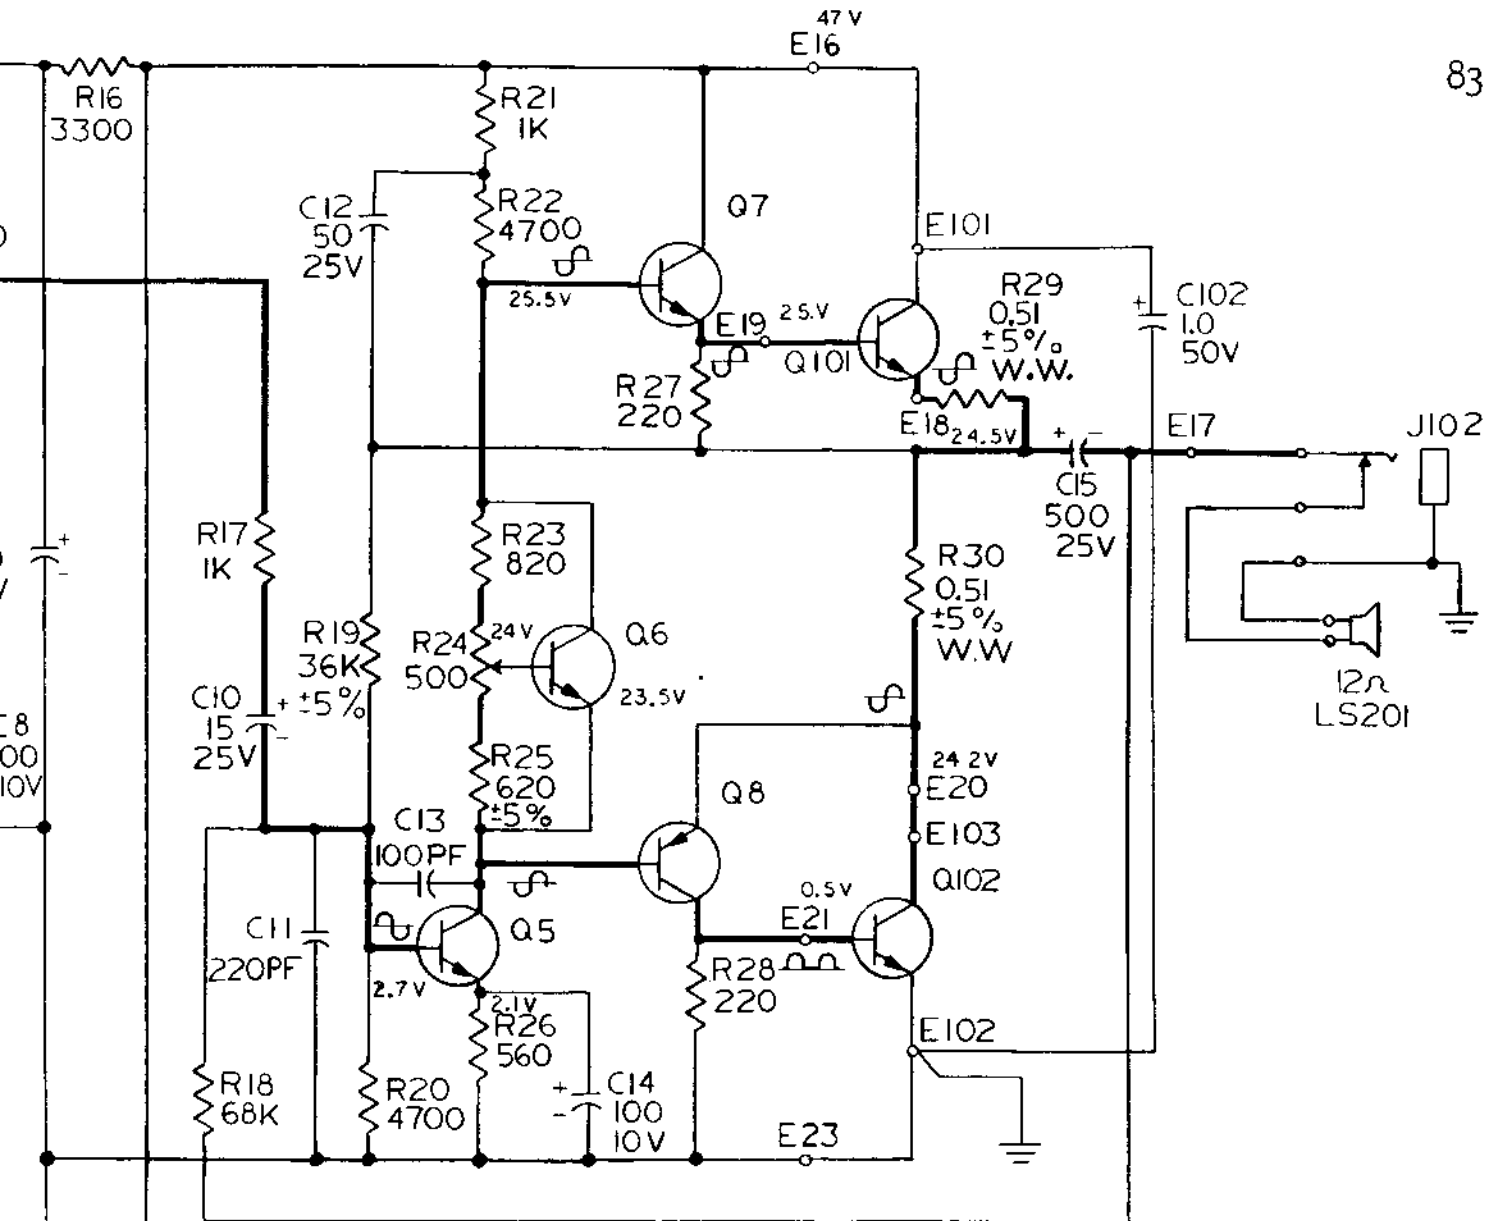 47 V
E16
83
R16
3300
R21
1K
R22
4700
Q7
C12
50
25V
E101
25.5V
R29
0.51
±5%
W.W.
C102
1.0
50V
+
E19
25.V
Q101
R27
220
E18
24.5V
+ -
E17
J102
C15
500
25V
R17
1K
+
-
R23
820
R30
0.51
±5%
W.W
R19
36K
±5%
R24
500
24V
Q6
23.5V
12Ω
LS201
C10
15
25V
+
-
R25
620
±5%
24.2V
E20
Q8
C13
100PF
E103
Q102
0.5V
E21
C11
220PF
Q5
2.7V
2.1V
R26
560
R28
220
E102
R18
68K
R20
4700
+
-
C14
100
10V
E23
10V